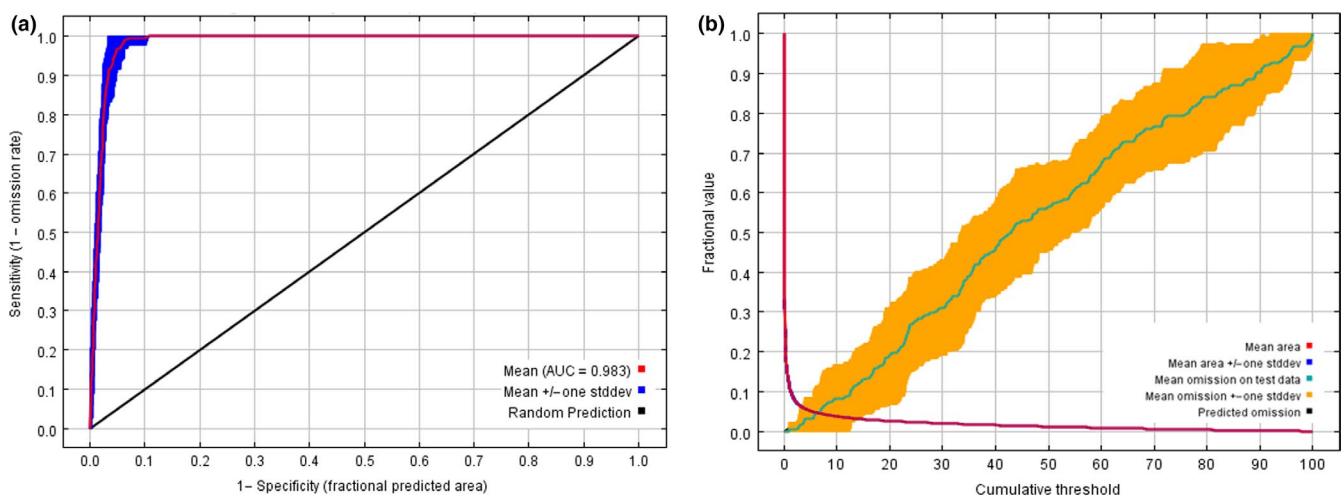 (a)
1.0
0.9
0.8
0.7
0.6
0.5
0.4
0.3
0.2
0.1
0.0
Sensitivity (1 – omission rate)
Mean (AUC = 0.983)
Mean +/– one stddev
Random Prediction
0.0 0.1 0.2 0.3 0.4 0.5 0.6 0.7 0.8 0.9 1.0
1– Specificity (fractional predicted area)
(b)
1.0
0.9
0.8
0.7
0.6
0.5
0.4
0.3
0.2
0.1
0.0
Fractional value
Mean area
Mean area +/– one stddev
Mean omission on test data
Mean omission +–one stddev
Predicted omission
0 10 20 30 40 50 60 70 80 90 100
Cumulative threshold